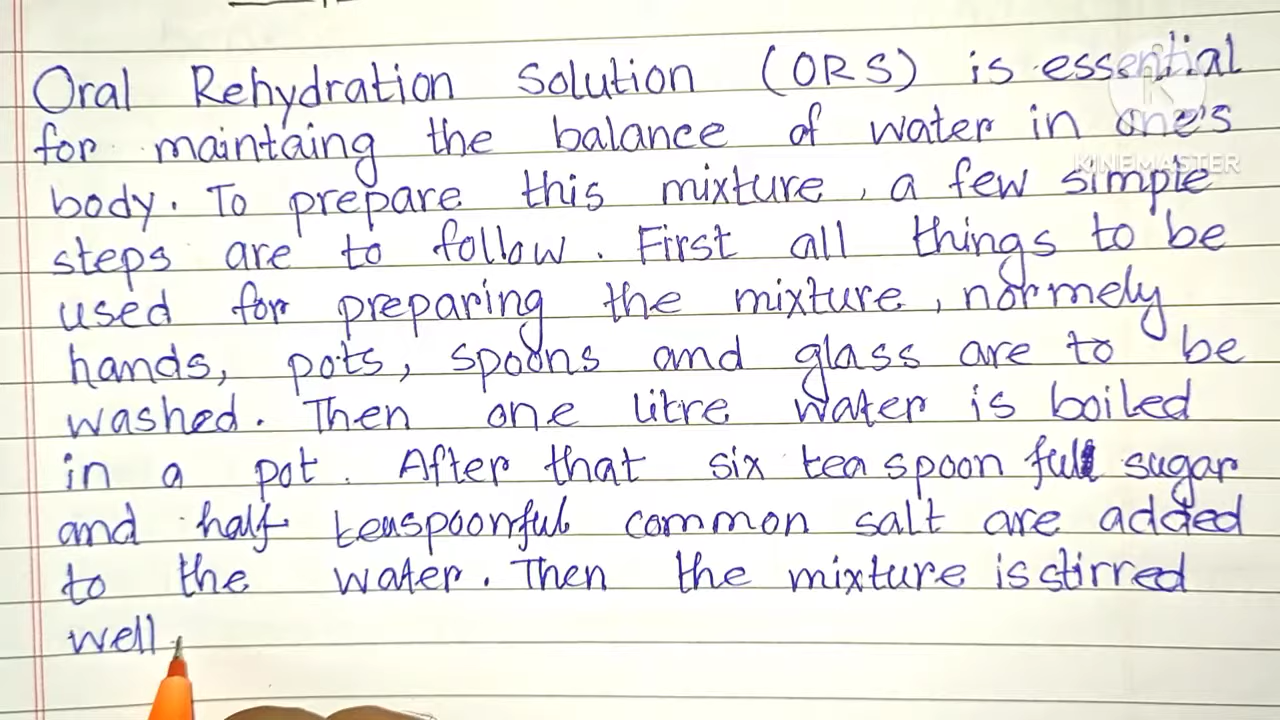 Oral Rehydration Solution (ORS) is essential
for maintaing the balance of water in one's
body. To prepare this mixture, a few simple
steps are to follow. First all things to be
used for preparing the mixture, normely
hands, pots, spoons and glass are to be
washed. Then one litre water is boiled
in a pot. After that six tea spoon full sugar
and half teaspoonful common salt are added
to the water. Then the mixture is stirred
well.
KINEMASTER